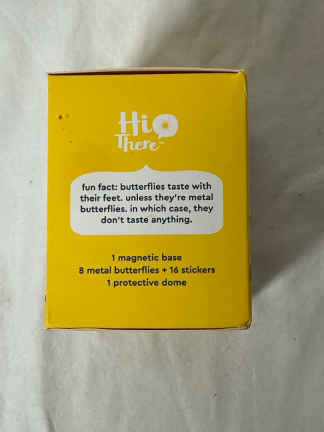 Hi
There™
fun fact: butterflies taste with
their feet. unless they're metal
butterflies. in which case, they
don't taste anything.
1 magnetic base
8 metal butterflies + 16 stickers
1 protective dome